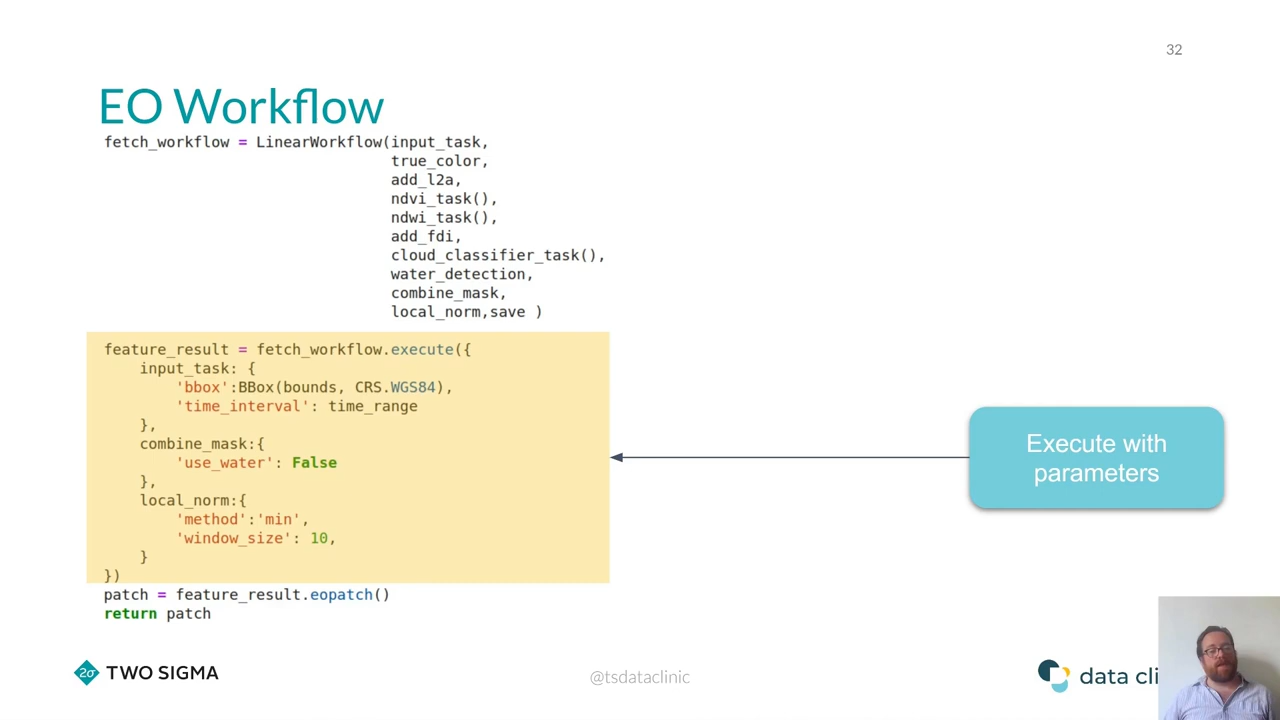 32
EO Workflow
fetch_workflow = LinearWorkflow(input_task,
true_color,
add_l2a,
ndvi_task(),
ndwi_task(),
add_fdi,
cloud_classifier_task(),
water_detection,
combine_mask,
local_norm,save )
feature_result = fetch_workflow.execute({
input_task: {
'bbox':BBox(bounds, CRS.WGS84),
'time_interval': time_range
},
combine_mask:{
'use_water': False
},
local_norm:{
'method':'min',
'window_size': 10,
}
})
patch = feature_result.eopatch()
return patch
Execute with
parameters
2σ TWO SIGMA
@tsdataclinic
data cli